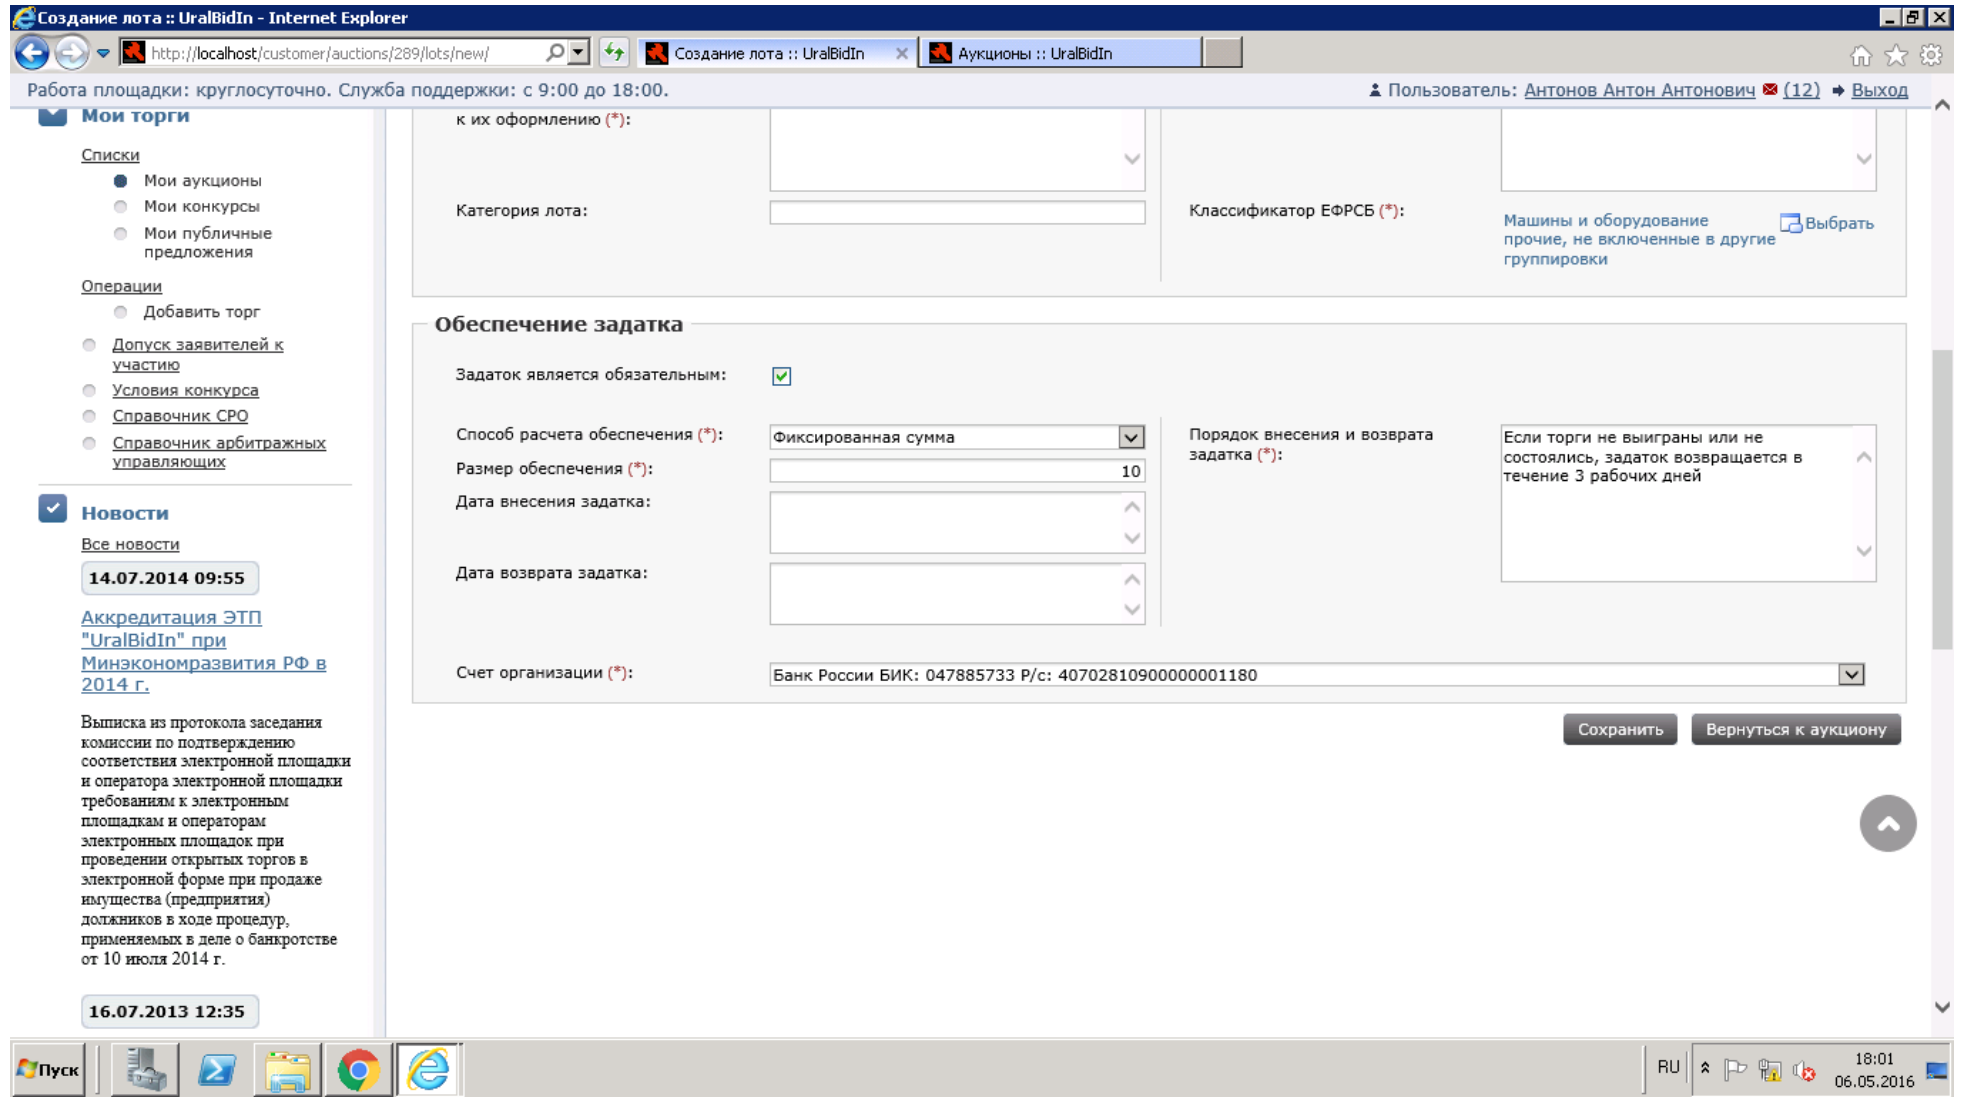 Создание лота :: UralBidIn - Internet Explorer
http://localhost/customer/auctions/289/lots/new/
Создание лота :: UralBidIn
Аукционы :: UralBidIn
Работа площадки: круглосуточно. Служба поддержки: с 9:00 до 18:00.
Пользователь: Антонов Антон Антонович (12) Выход
Мои торги
Списки
Мои аукционы
Мои конкурсы
Мои публичные
предложения
Операции
Добавить торг
Допуск заявителей к
участию
Условия конкурса
Справочник СРО
Справочник арбитражных
управляющих
Новости
Все новости
14.07.2014 09:55
Аккредитация ЭТП
"UralBidIn" при
Минэкономразвития РФ в
2014 г.
Выписка из протокола заседания
комиссии по подтверждению
соответствия электронной площадки
и оператора электронной площадки
требованиям к электронным
площадкам и операторам
электронных площадок при
проведении открытых торгов в
электронной форме при продаже
имущества (предприятия)
должников в ходе процедур,
применяемых в деле о банкротстве
от 10 июля 2014 г.
16.07.2013 12:35
к их оформлению (*):
Категория лота:
Классификатор ЕФРСБ (*):
Машины и оборудование
прочие, не включенные в другие
группировки
Выбрать
Обеспечение задатка
Задаток является обязательным:
Способ расчета обеспечения (*):
Фиксированная сумма
Размер обеспечения (*):
10
Дата внесения задатка:
Дата возврата задатка:
Порядок внесения и возврата
задатка (*):
Если торги не выиграны или не
состоялись, задаток возвращается в
течение 3 рабочих дней
Счет организации (*):
Банк России БИК: 047885733 Р/с: 40702810900000001180
Сохранить
Вернуться к аукциону
Пуск
RU
18:01
06.05.2016